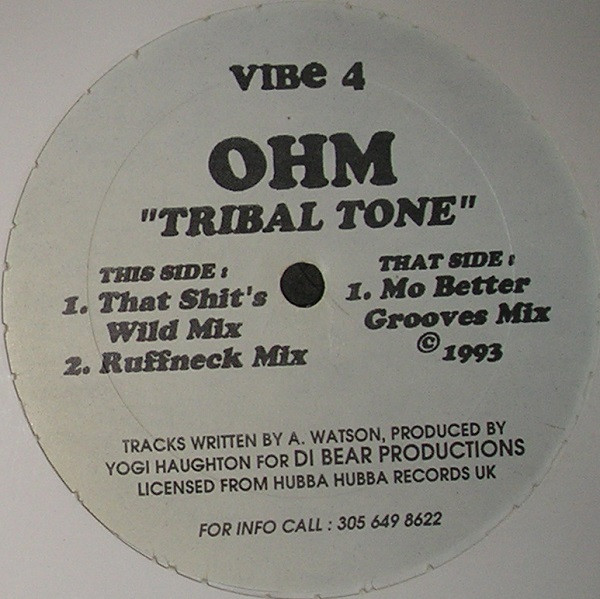 VIBe 4
OHM
"TRIBAL TONE"
THIS SIDE :
1. That Shit's
Wild Mix
2. Ruffneck Mix
THAT SIDE :
1. Mo Better
Grooves Mix
© 1993
TRACKS WRITTEN BY A. WATSON, PRODUCED BY
YOGI HAUGHTON FOR DI BEAR PRODUCTIONS
LICENSED FROM HUBBA HUBBA RECORDS UK
FOR INFO CALL : 305 649 8622